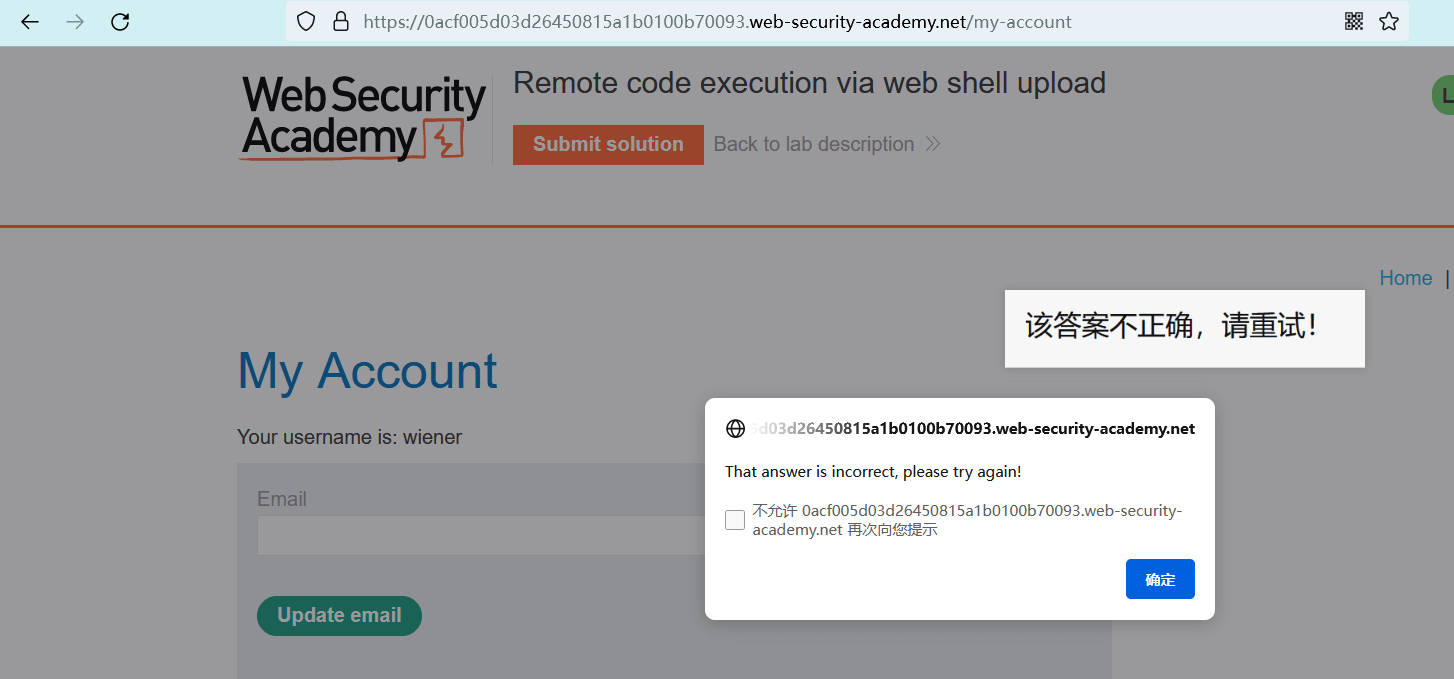 https://0acf005d03d26450815a1b0100b70093.web-security-academy.net/my-account
Web Security
Academy
Remote code execution via web shell upload
Submit solution
Back to lab description
L
Home |
该答案不正确，请重试！
My Account
Your username is: wiener
5d03d26450815a1b0100b70093.web-security-academy.net
That answer is incorrect, please try again!
不允许 0acf005d03d26450815a1b0100b70093.web-security-
academy.net 再次向您提示
确定
Email
Update email